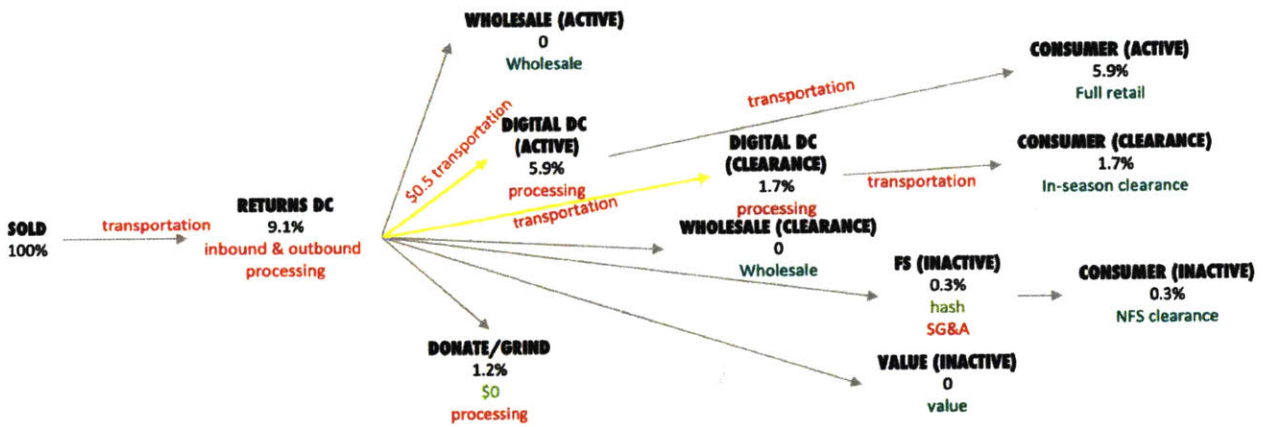 WHOLESALE (ACTIVE)
0
Wholesale
CONSUMER (ACTIVE)
5.9%
Full retail
transportation
$0.5 transportation
DIGITAL DC
(ACTIVE)
5.9%
processing
DIGITAL DC
(CLEARANCE)
1.7%
processing
CONSUMER (CLEARANCE)
1.7%
In-season clearance
transportation
transportation
SOLD
100%
transportation
RETURNS DC
9.1%
inbound & outbound
processing
WHOLESALE (CLEARANCE)
0
Wholesale
FS (INACTIVE)
0.3%
hash
SG&A
CONSUMER (INACTIVE)
0.3%
NFS clearance
DONATE/GRIND
1.2%
$0
processing
VALUE (INACTIVE)
0
value